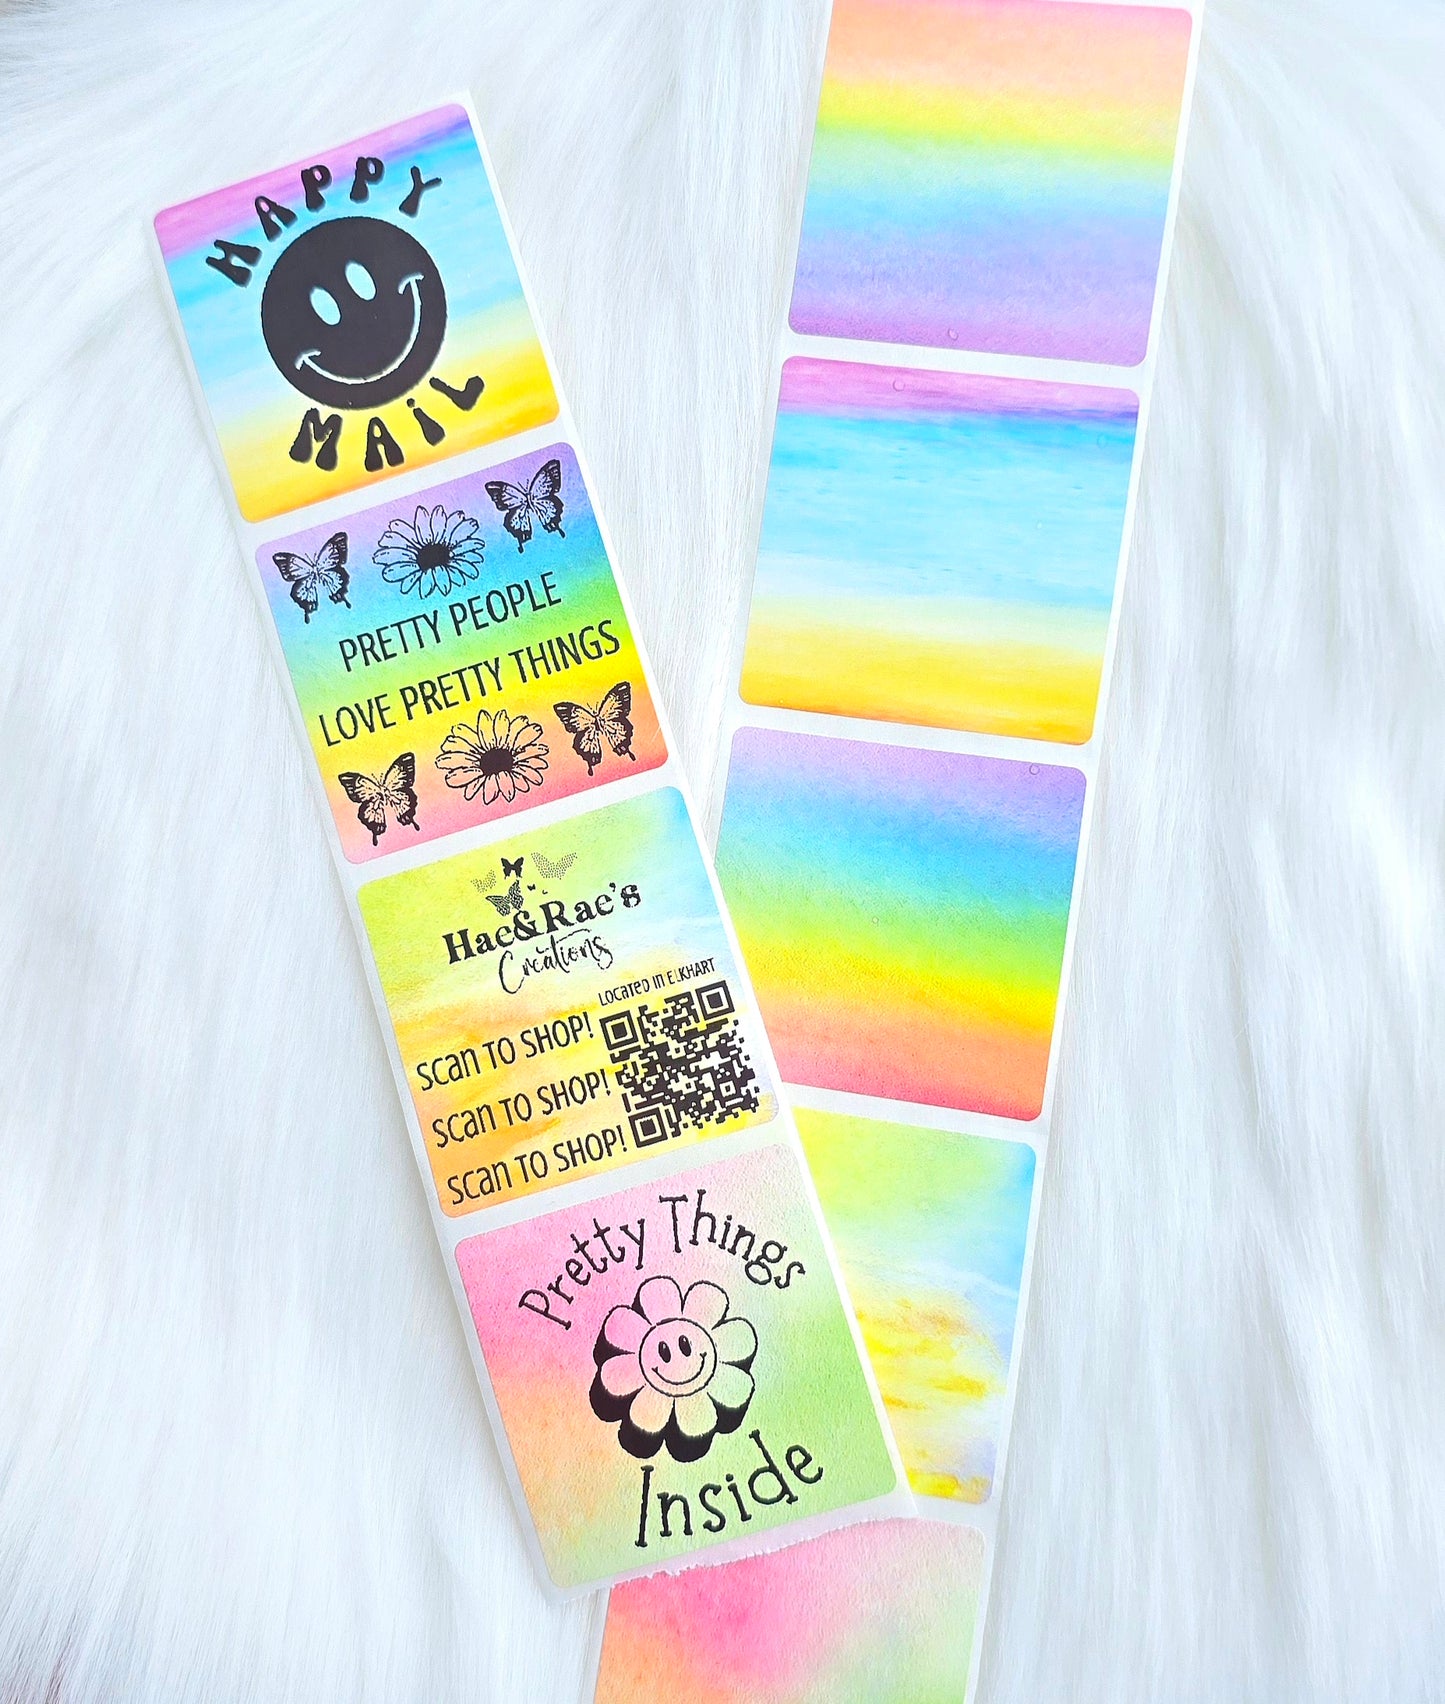 HAPPY
MAiL
PRETTY PEOPLE
LOVE PRETTY THINGS
Hae&Rae's
Creations
Located in ELKHART
scan TO SHOP!
scan TO SHOP!
scan TO SHOP!
Pretty Things
Inside